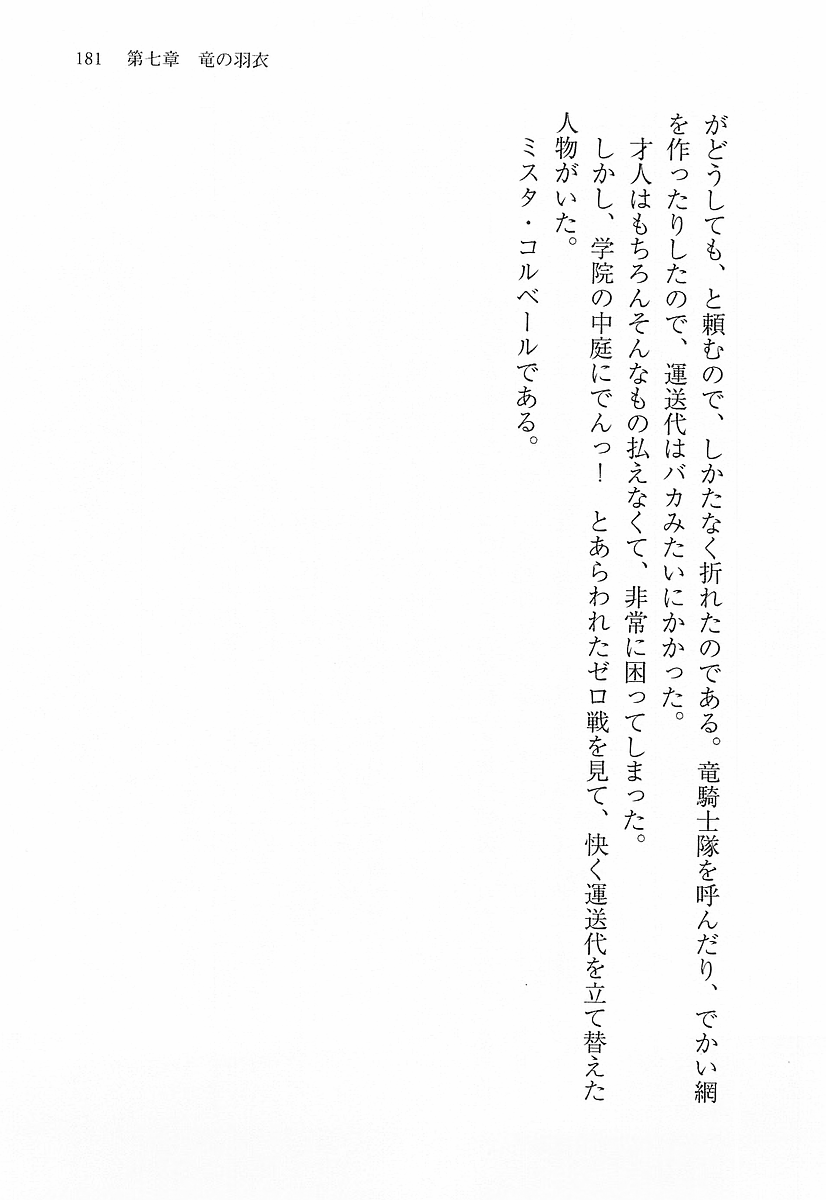 181 第七章 竜の羽衣
がどうしても、と頼むので、しかたなく折れたのである。竜騎士隊を呼んだり、でかい網
を作ったりしたので、運送代はバカみたいにかかった。
　才人はもちろんそんなもの払えなくて、非常に困ってしまった。
　しかし、学院の中庭にでんっ！　とあらわれたゼロ戦を見て、快く運送代を立て替えた
人物がいた。
　ミスタ・コルベールである。